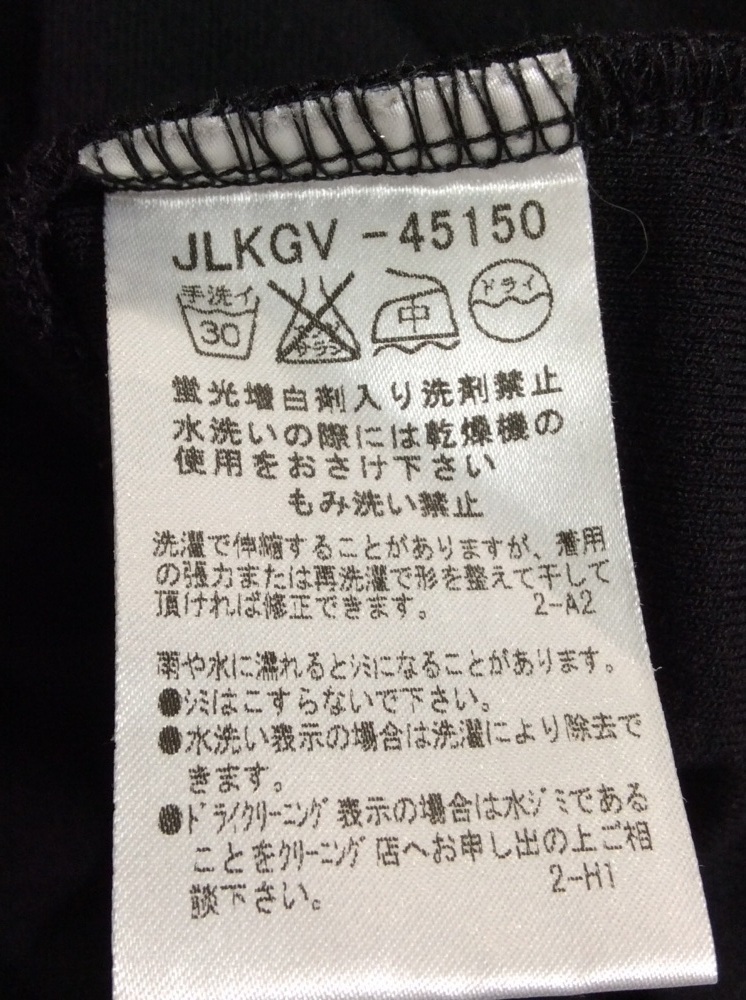 JLKGV -45150
手洗イ 30 エンソ サラシ 中 ドライ
蛍光増白剤入り洗剤禁止
水洗いの際には乾燥機の
使用をおさけ下さい
もみ洗い禁止
洗濯で伸縮することがありますが、着用
の張力または再洗濯で形を整えて干して
頂ければ修正できます。 2-A2
雨や水に濡れるとシミになることがあります。
●シミはこすらないで下さい。
●水洗い表示の場合は洗濯により除去で
きます。
●ドライクリーニング表示の場合は水ジミである
ことをクリーニング店へお申し出の上ご相
談下さい。 2-H1